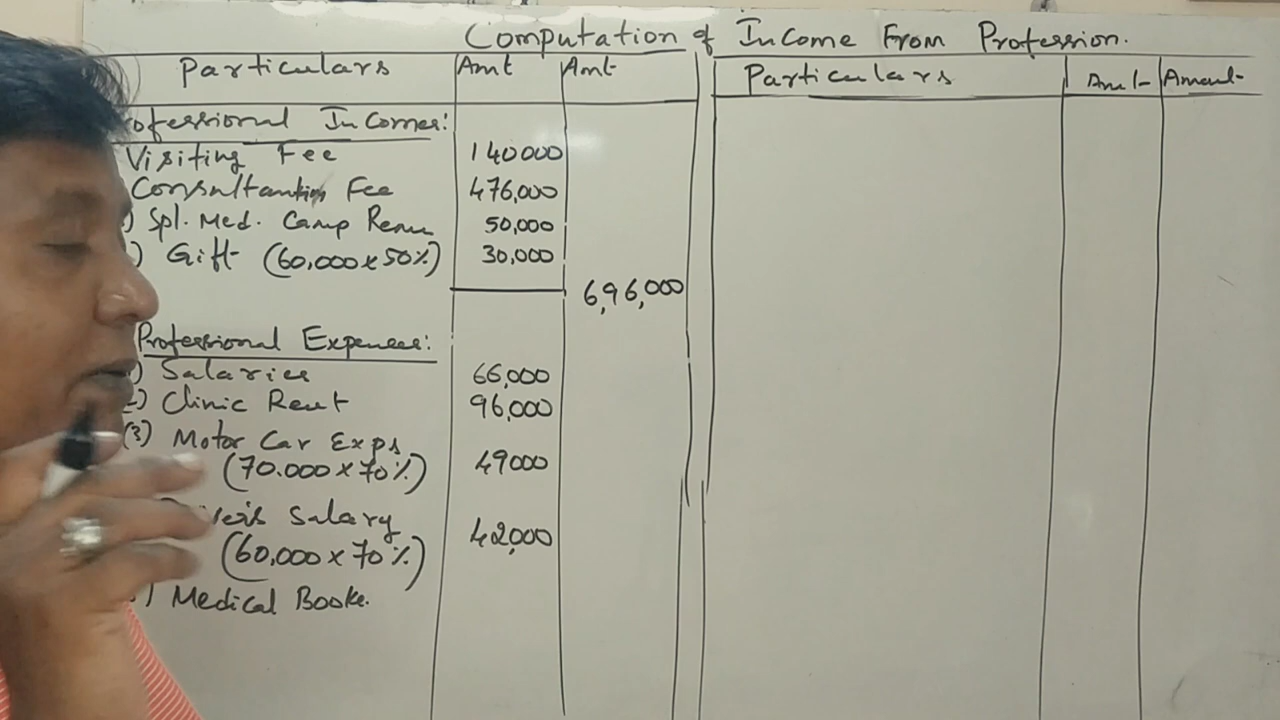 Computation of Income From Profession.
Particulars Amt Amt Particulars Amt Amount
ofessional Incomes:
Visiting Fee 140000
Consultation Fee 476,000
) Spl. Med. Camp 50,000
) Gift (60,000 x 50%) 30,000
6,96,000
Professional Expenses:
) Salaries 66,000
) Clinic Rent 96,000
(3) Motor Car Exps
(70.000 x 70%) 49000
Salary
(60,000 x 70%) 42,000
) Medical Books.